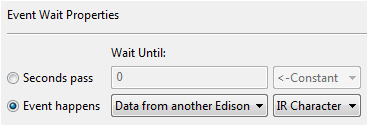 Event Wait Properties
Wait Until:
Seconds pass 0 <-Constant
Event happens Data from another Edison IR Character